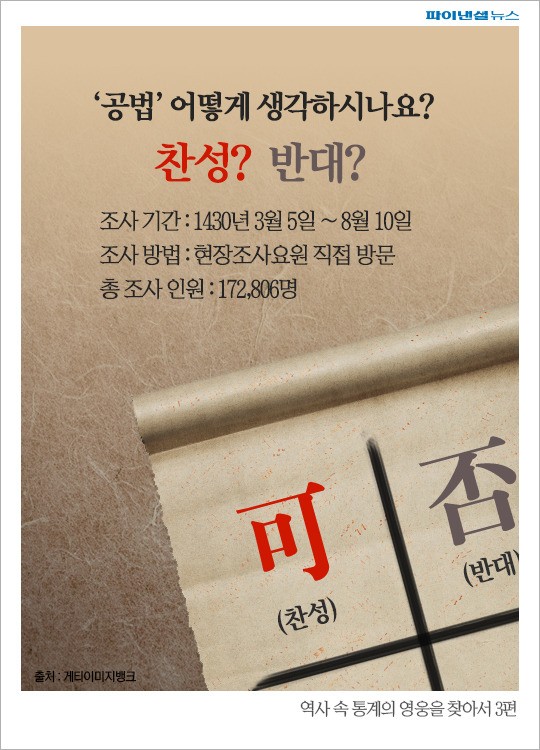 파이낸셜뉴스
‘공법’ 어떻게 생각하시나요?
찬성? 반대?
조사 기간 : 1430년 3월 5일 ~ 8월 10일
조사 방법 : 현장조사요원 직접 방문
총 조사 인원 : 172,806명
可 否
(찬성) (반대)
출처 : 게티이미지뱅크
역사 속 통계의 영웅을 찾아서 3편